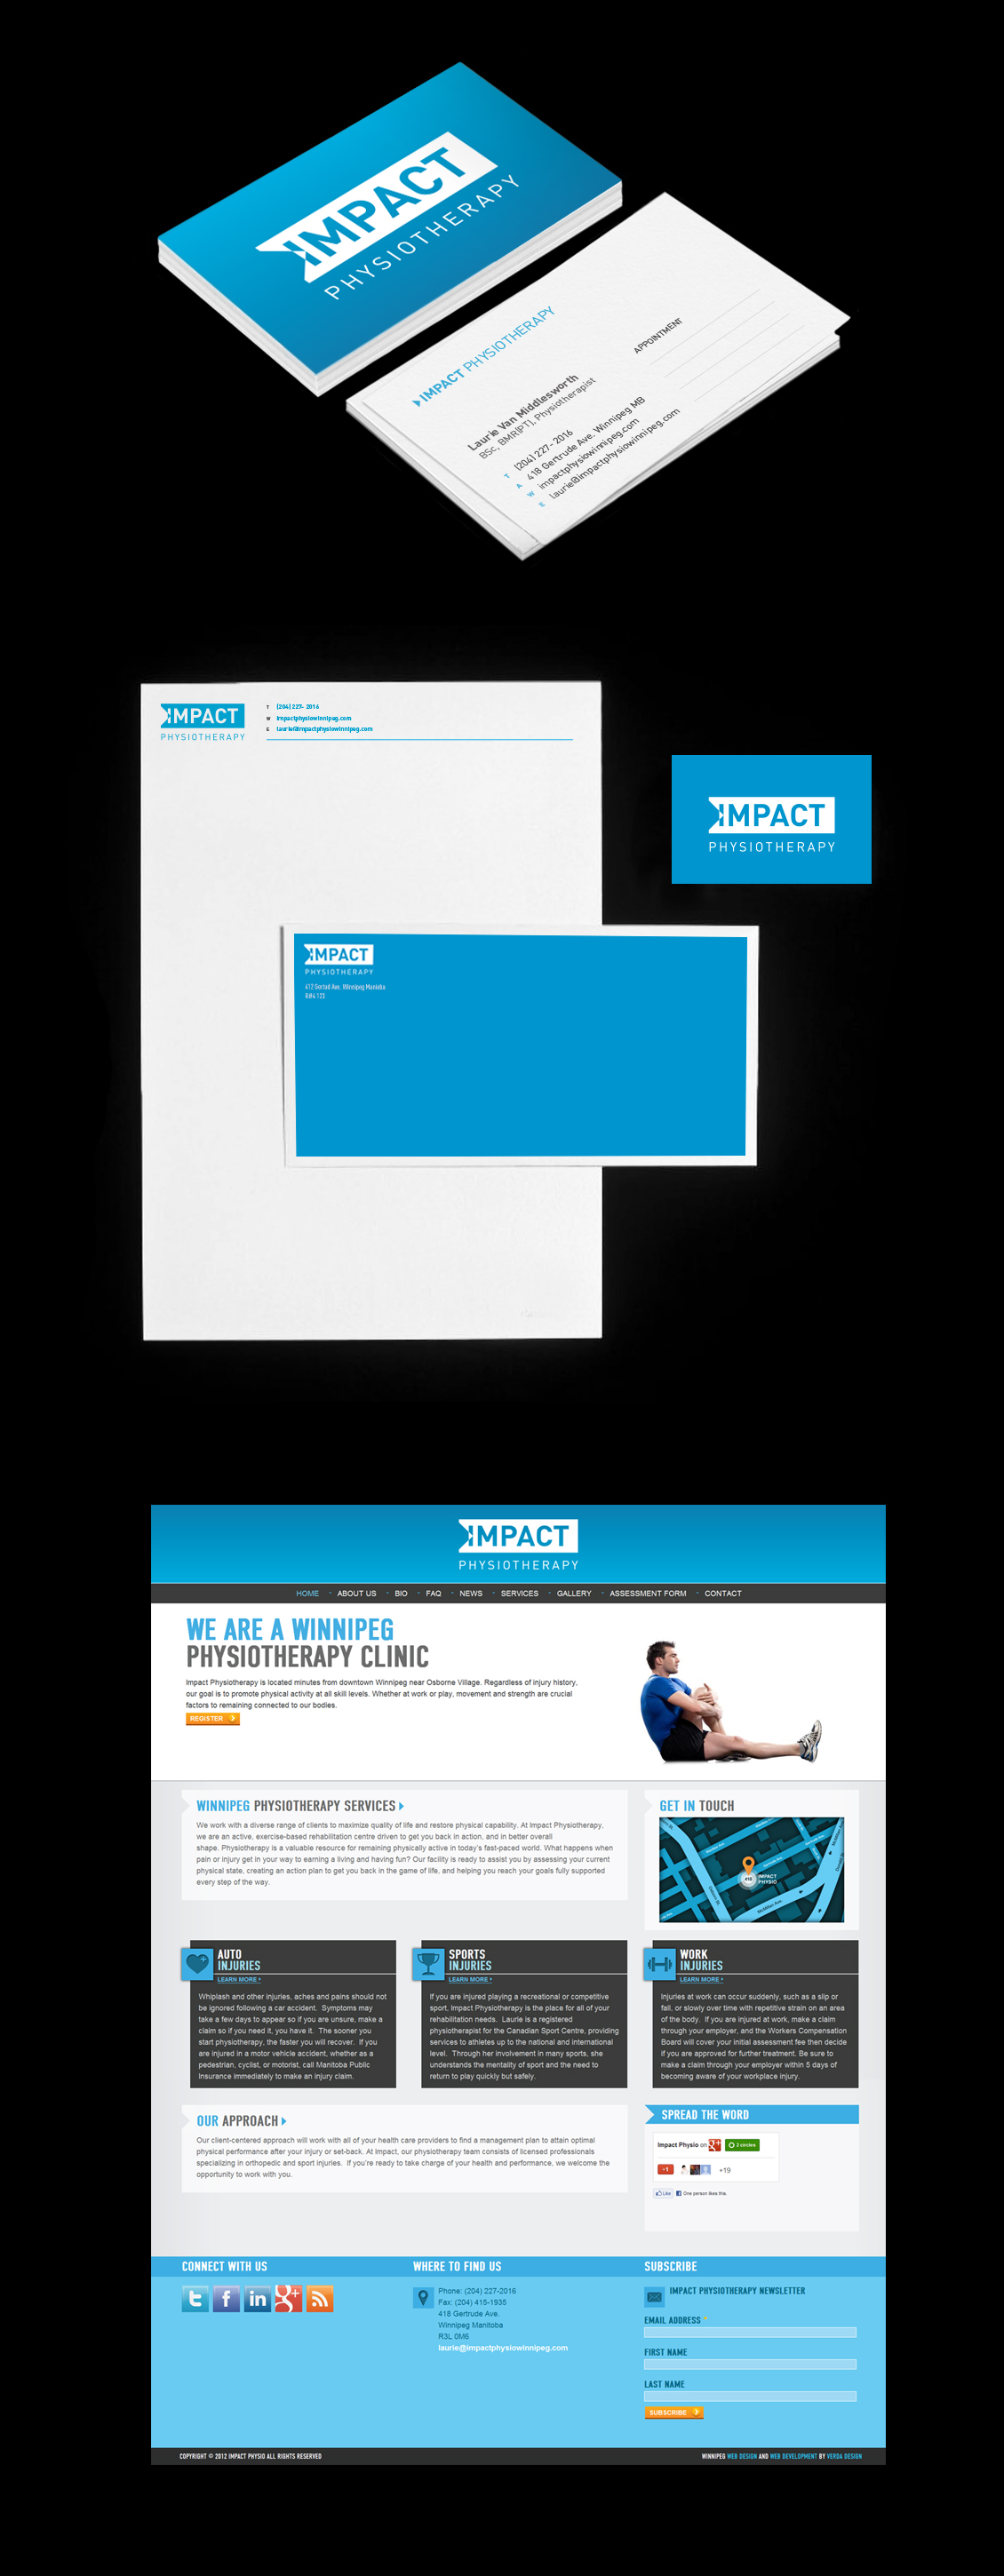 IMPACT
PHYSIOTHERAPY
IMPACT PHYSIOTHERAPY
APPOINTMENT
Laurie Van Middlesworth
BSc, BMR(PT), Physiotherapist
T (204) 227- 2016
A 418 Gertrude Ave. Winnipeg MB
W impactphysiowinnipeg.com
E laurie@impactphysiowinnipeg.com
IMPACT
PHYSIOTHERAPY
T (204) 227- 2016
W impactphysiowinnipeg.com
E laurie@impactphysiowinnipeg.com
IMPACT
PHYSIOTHERAPY
IMPACT
PHYSIOTHERAPY
IMPACT
PHYSIOTHERAPY
HOME - ABOUT US - BIO - FAQ - NEWS - SERVICES - GALLERY - ASSESSMENT FORM - CONTACT
WE ARE A WINNIPEG
PHYSIOTHERAPY CLINIC
Impact Physiotherapy is located minutes from downtown Winnipeg near Osborne Village. Regardless of injury history,
our goal is to promote physical activity at all skill levels. Whether at work or play, movement and strength are crucial
factors to remaining connected to our bodies.
REGISTER
WINNIPEG PHYSIOTHERAPY SERVICES
We work with a diverse range of clients to maximize quality of life and restore physical capability. At Impact Physiotherapy,
we are an active, exercise-based rehabilitation centre driven to get you back in action, and in better overall
shape. Physiotherapy is a valuable resource for remaining physically active in today's fast-paced world. What happens when
pain or injury get in your way to earning a living and having fun? Our facility is ready to assist you by assessing your current
physical state, creating an action plan to get you back in the game of life, and helping you reach your goals fully supported
every step of the way.
GET IN TOUCH
IMPACT
PHYSIO
AUTO
INJURIES
LEARN MORE
Whiplash and other injuries, aches and pains should not
be ignored following a car accident. Symptoms may
take a few days to appear so if you are unsure, make a
claim so if you need it, you have it. The sooner you
start physiotherapy, the faster you will recover. If you
are injured in a motor vehicle accident, whether as a
pedestrian, cyclist, or motorist, call Manitoba Public
Insurance immediately to make an injury claim.
SPORTS
INJURIES
LEARN MORE
If you are injured playing a recreational or competitive
sport, Impact Physiotherapy is the place for all of your
rehabilitation needs. Laurie is a registered
physiotherapist for the Canadian Sport Centre, providing
services to athletes up to the national and international
level. Through her involvement in many sports, she
understands the mentality of sport and the need to
return to play quickly but safely.
WORK
INJURIES
LEARN MORE
Injuries at work can occur suddenly, such as a slip or
fall, or slowly over time with repetitive strain on an area
of the body. If you are injured at work, make a claim
through your employer, and the Workers Compensation
Board will cover your initial assessment fee then decide
if you are approved for further treatment. Be sure to
make a claim through your employer within 5 days of
becoming aware of your workplace injury.
OUR APPROACH
Our client-centered approach will work with all of your health care providers to find a management plan to attain optimal
physical performance after your injury or set-back. At Impact, our physiotherapy team consists of licensed professionals
specializing in orthopedic and sport injuries. If you're ready to take charge of your health and performance, we welcome the
opportunity to work with you.
SPREAD THE WORD
Impact Physio on g+ 2 circles
+1 +19
Like One person likes this.
CONNECT WITH US
WHERE TO FIND US
Phone: (204) 227-2016
Fax: (204) 415-1935
418 Gertrude Ave.
Winnipeg Manitoba
R3L 0M6
laurie@impactphysiowinnipeg.com
SUBSCRIBE
IMPACT PHYSIOTHERAPY NEWSLETTER
EMAIL ADDRESS *
FIRST NAME
LAST NAME
SUBSCRIBE
COPYRIGHT © 2012 IMPACT PHYSIO ALL RIGHTS RESERVED
WINNIPEG WEB DESIGN AND WEB DEVELOPMENT BY VERDA DESIGN